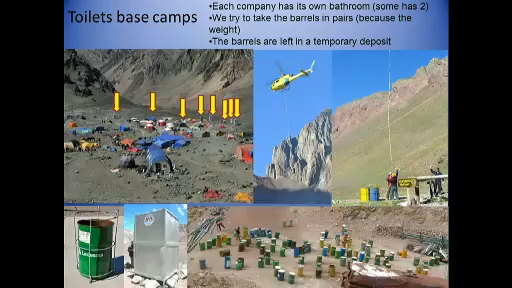 Toilets base camps
•Each company has its own bathroom (some has 2)
•We try to take the barrels in pairs (because the
weight)
•The barrels are left in a temporary deposit